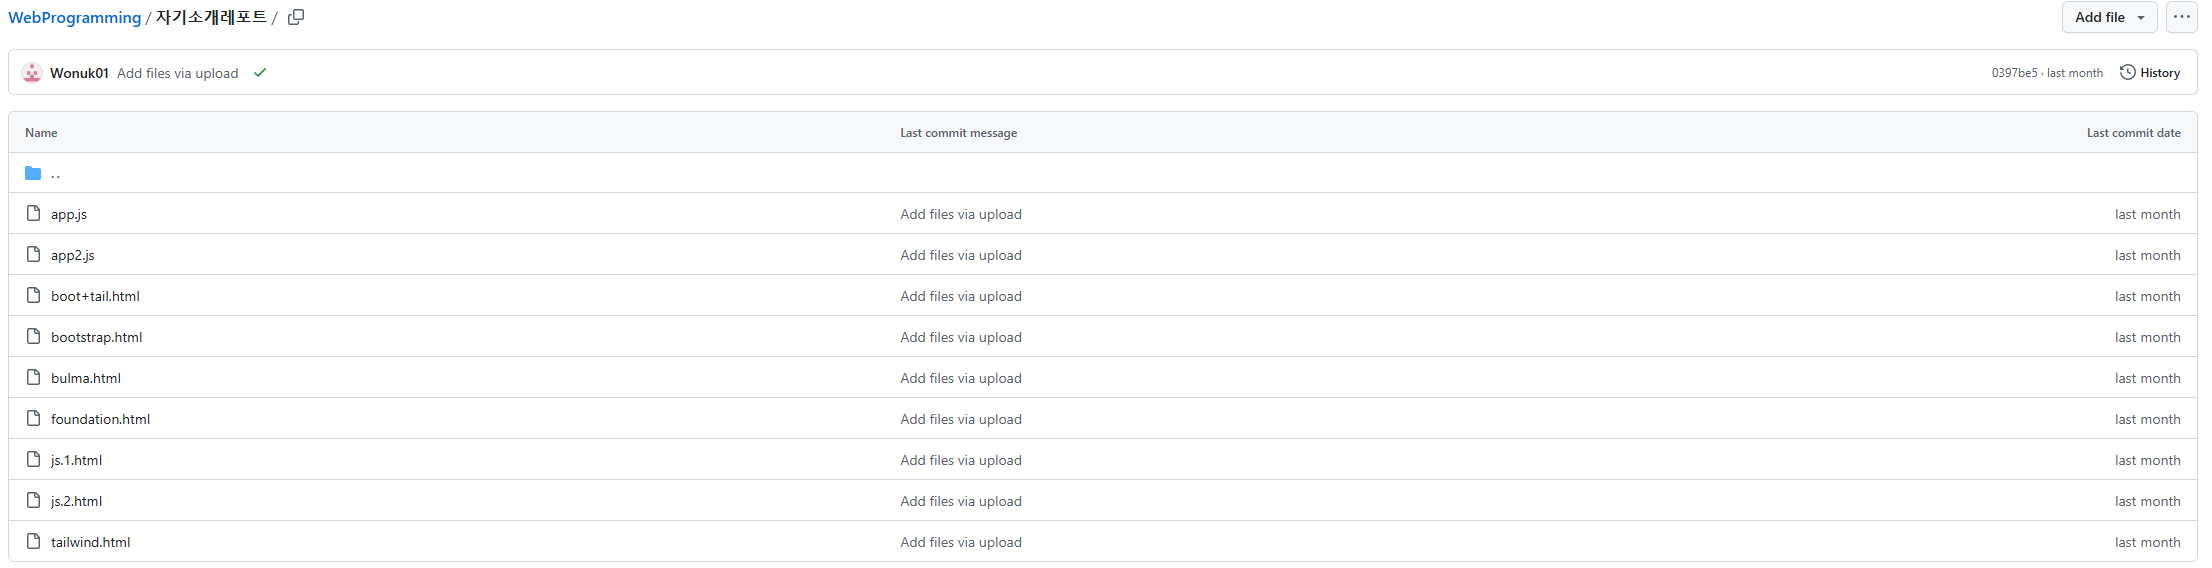 WebProgramming / 자기소개레포트 /
Add file
Wonuk01 Add files via upload
0397be5 · last month History
Name Last commit message Last commit date
..
app.js Add files via upload last month
app2.js Add files via upload last month
boot+tail.html Add files via upload last month
bootstrap.html Add files via upload last month
bulma.html Add files via upload last month
foundation.html Add files via upload last month
js.1.html Add files via upload last month
js.2.html Add files via upload last month
tailwind.html Add files via upload last month